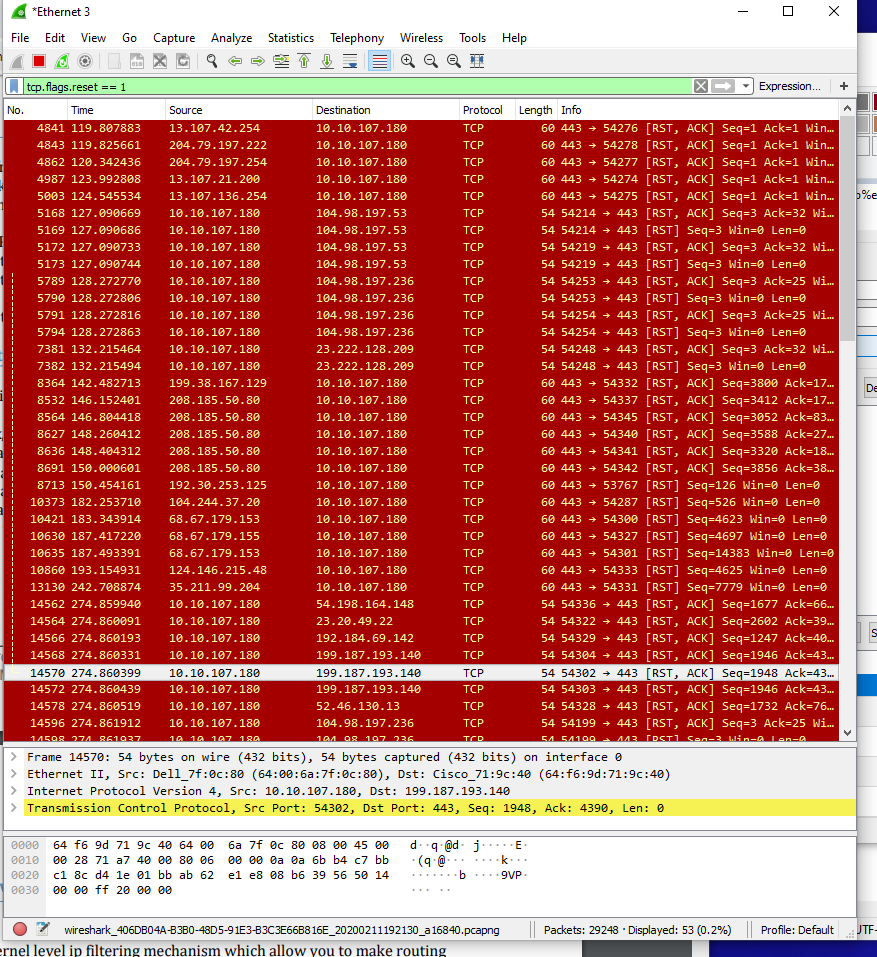 *Ethernet 3
File Edit View Go Capture Analyze Statistics Telephony Wireless Tools Help
tcp.flags.reset == 1 Expression… +
No. Time Source Destination Protocol Length Info
4841 119.807883 13.107.42.254 10.10.107.180 TCP 60 443 → 54276 [RST, ACK] Seq=1 Ack=1 Win…
4843 119.825661 204.79.197.222 10.10.107.180 TCP 60 443 → 54278 [RST, ACK] Seq=1 Ack=1 Win…
4862 120.342436 204.79.197.254 10.10.107.180 TCP 60 443 → 54277 [RST, ACK] Seq=1 Ack=1 Win…
4987 123.992808 13.107.21.200 10.10.107.180 TCP 60 443 → 54274 [RST, ACK] Seq=1 Ack=1 Win…
5003 124.545534 13.107.136.254 10.10.107.180 TCP 60 443 → 54275 [RST, ACK] Seq=1 Ack=1 Win…
5168 127.090669 10.10.107.180 104.98.197.53 TCP 54 54214 → 443 [RST, ACK] Seq=3 Ack=32 Wi…
5169 127.090686 10.10.107.180 104.98.197.53 TCP 54 54214 → 443 [RST] Seq=3 Win=0 Len=0
5172 127.090733 10.10.107.180 104.98.197.53 TCP 54 54219 → 443 [RST, ACK] Seq=3 Ack=32 Wi…
5173 127.090744 10.10.107.180 104.98.197.53 TCP 54 54219 → 443 [RST] Seq=3 Win=0 Len=0
5789 128.272770 10.10.107.180 104.98.197.236 TCP 54 54253 → 443 [RST, ACK] Seq=3 Ack=25 Wi…
5790 128.272806 10.10.107.180 104.98.197.236 TCP 54 54253 → 443 [RST] Seq=3 Win=0 Len=0
5791 128.272816 10.10.107.180 104.98.197.236 TCP 54 54254 → 443 [RST, ACK] Seq=3 Ack=25 Wi…
5794 128.272863 10.10.107.180 104.98.197.236 TCP 54 54254 → 443 [RST] Seq=3 Win=0 Len=0
7381 132.215464 10.10.107.180 23.222.128.209 TCP 54 54248 → 443 [RST, ACK] Seq=3 Ack=32 Wi…
7382 132.215494 10.10.107.180 23.222.128.209 TCP 54 54248 → 443 [RST] Seq=3 Win=0 Len=0
8364 142.482713 199.38.167.129 10.10.107.180 TCP 60 443 → 54332 [RST, ACK] Seq=3800 Ack=17…
8532 146.152401 208.185.50.80 10.10.107.180 TCP 60 443 → 54337 [RST, ACK] Seq=3412 Ack=17…
8564 146.804418 208.185.50.80 10.10.107.180 TCP 60 443 → 54345 [RST, ACK] Seq=3052 Ack=83…
8627 148.260412 208.185.50.80 10.10.107.180 TCP 60 443 → 54340 [RST, ACK] Seq=3588 Ack=27…
8636 148.404312 208.185.50.80 10.10.107.180 TCP 60 443 → 54341 [RST, ACK] Seq=3320 Ack=18…
8691 150.000601 208.185.50.80 10.10.107.180 TCP 60 443 → 54342 [RST, ACK] Seq=3856 Ack=38…
8713 150.454161 192.30.253.125 10.10.107.180 TCP 60 443 → 53767 [RST] Seq=126 Win=0 Len=0
10373 182.253710 104.244.37.20 10.10.107.180 TCP 60 443 → 54287 [RST] Seq=526 Win=0 Len=0
10421 183.343914 68.67.179.153 10.10.107.180 TCP 60 443 → 54300 [RST] Seq=4623 Win=0 Len=0
10630 187.417220 68.67.179.155 10.10.107.180 TCP 60 443 → 54327 [RST] Seq=4697 Win=0 Len=0
10635 187.493391 68.67.179.153 10.10.107.180 TCP 60 443 → 54301 [RST] Seq=14383 Win=0 Len=0
10860 193.154931 124.146.215.48 10.10.107.180 TCP 60 443 → 54333 [RST] Seq=4625 Win=0 Len=0
13130 242.708874 35.211.99.204 10.10.107.180 TCP 60 443 → 54331 [RST] Seq=7779 Win=0 Len=0
14562 274.859940 10.10.107.180 54.198.164.148 TCP 54 54336 → 443 [RST, ACK] Seq=1677 Ack=66…
14564 274.860091 10.10.107.180 23.20.49.22 TCP 54 54322 → 443 [RST, ACK] Seq=2602 Ack=39…
14566 274.860193 10.10.107.180 192.184.69.142 TCP 54 54329 → 443 [RST, ACK] Seq=1247 Ack=40…
14568 274.860331 10.10.107.180 199.187.193.140 TCP 54 54304 → 443 [RST, ACK] Seq=1946 Ack=43…
14570 274.860399 10.10.107.180 199.187.193.140 TCP 54 54302 → 443 [RST, ACK] Seq=1948 Ack=43…
14572 274.860439 10.10.107.180 199.187.193.140 TCP 54 54303 → 443 [RST, ACK] Seq=1946 Ack=43…
14578 274.860519 10.10.107.180 52.46.130.13 TCP 54 54328 → 443 [RST, ACK] Seq=1732 Ack=76…
14596 274.861912 10.10.107.180 104.98.197.236 TCP 54 54199 → 443 [RST, ACK] Seq=3 Ack=25 Wi…
14598 274.861937 10.10.107.180 104.98.197.236 TCP 54 54199 → 443 [RST] Seq=3 Win=0 Len=0
Frame 14570: 54 bytes on wire (432 bits), 54 bytes captured (432 bits) on interface 0
Ethernet II, Src: Dell_7f:0c:80 (64:00:6a:7f:0c:80), Dst: Cisco_71:9c:40 (64:f6:9d:71:9c:40)
Internet Protocol Version 4, Src: 10.10.107.180, Dst: 199.187.193.140
Transmission Control Protocol, Src Port: 54302, Dst Port: 443, Seq: 1948, Ack: 4390, Len: 0
0000 64 f6 9d 71 9c 40 64 00 6a 7f 0c 80 08 00 45 00 d··q·@d· j·····E·
0010 00 28 71 a7 40 00 80 06 00 00 0a 0a 6b b4 c7 bb ·(q·@··· ····k···
0020 c1 8c d4 1e 01 bb ab 62 e1 e8 08 b6 39 56 50 14 ·······b ····9VP·
0030 00 00 ff 20 00 00 ··· ··
wireshark_406DB04A-B3B0-48D5-91E3-B3C3E66B816E_20200211192130_a16840.pcapng Packets: 29248 · Displayed: 53 (0.2%) Profile: Default UTF-
ernel level ip filtering mechanism which allow you to make routing